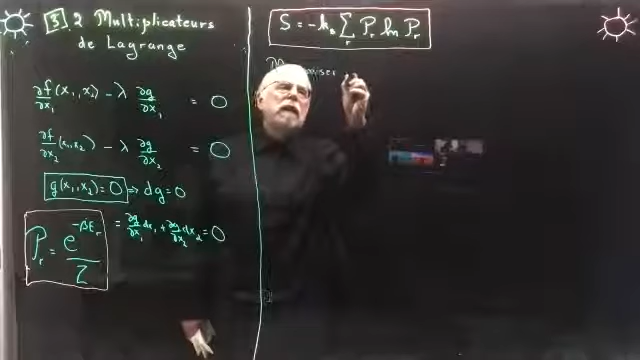 3.2 Multiplicateurs
de Lagrange
∂f/∂x₁ (x₁,x₂) - λ ∂g/∂x₁ = 0
∂f/∂x₂ (x₁,x₂) - λ ∂g/∂x₂ = 0
g(x₁,x₂)=0 ⇒ dg=0
= ∂g/∂x₁ dx₁ + ∂g/∂x₂ dx₂ = 0
Pᵣ = e^(-βEᵣ)/Z
S = -k_B ∑ᵣ Pᵣ ln Pᵣ